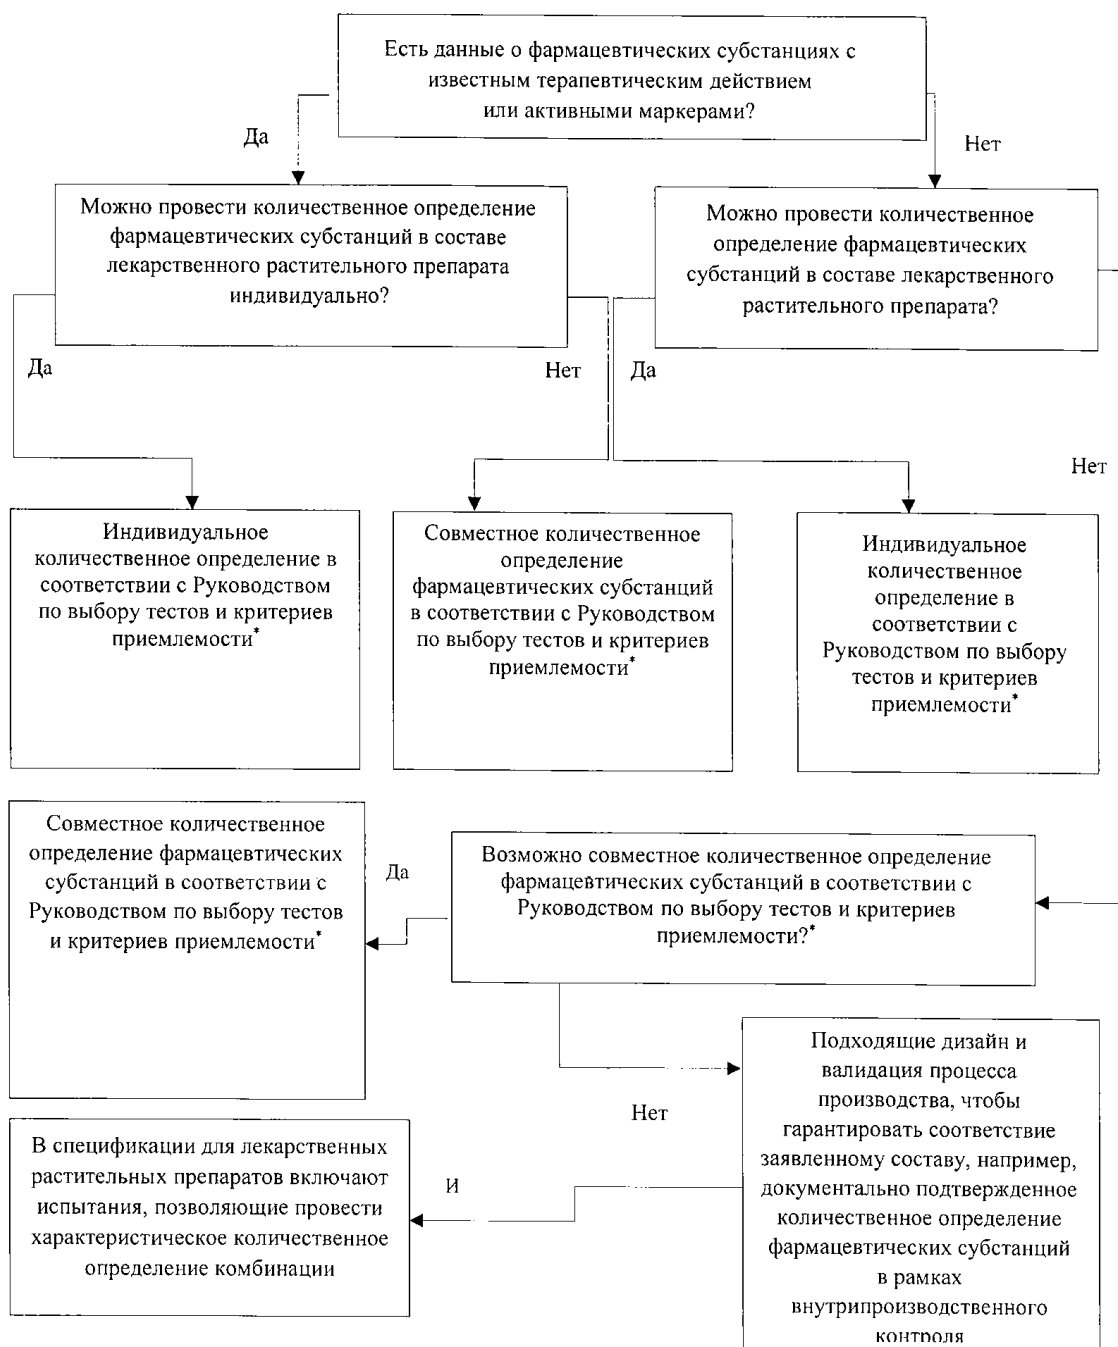 Есть данные о фармацевтических субстанциях с
известным терапевтическим действием
или активными маркерами?
Да
Нет
Можно провести количественное определение
фармацевтических субстанций в составе
лекарственного растительного препарата
индивидуально?
Можно провести количественное
определение фармацевтических
субстанций в составе лекарственного
растительного препарата?
Да
Нет
Да
Нет
Индивидуальное
количественное определение в
соответствии с Руководством
по выбору тестов и критериев
приемлемости*
Совместное количественное
определение
фармацевтических субстанций
в соответствии с Руководством
по выбору тестов и критериев
приемлемости*
Индивидуальное
количественное
определение в
соответствии с
Руководством по выбору
тестов и критериев
приемлемости*
Совместное количественное
определение фармацевтических
субстанций в соответствии с
Руководством по выбору тестов
и критериев приемлемости*
Да
Возможно совместное количественное определение
фармацевтических субстанций в соответствии с
Руководством по выбору тестов и критериев
приемлемости?*
Нет
Подходящие дизайн и
валидация процесса
производства, чтобы
гарантировать соответствие
заявленному составу, например,
документально подтвержденное
количественное определение
фармацевтических субстанций
в рамках
внутрипроизводственного
контроля
И
В спецификации для лекарственных
растительных препаратов включают
испытания, позволяющие провести
характеристическое количественное
определение комбинации